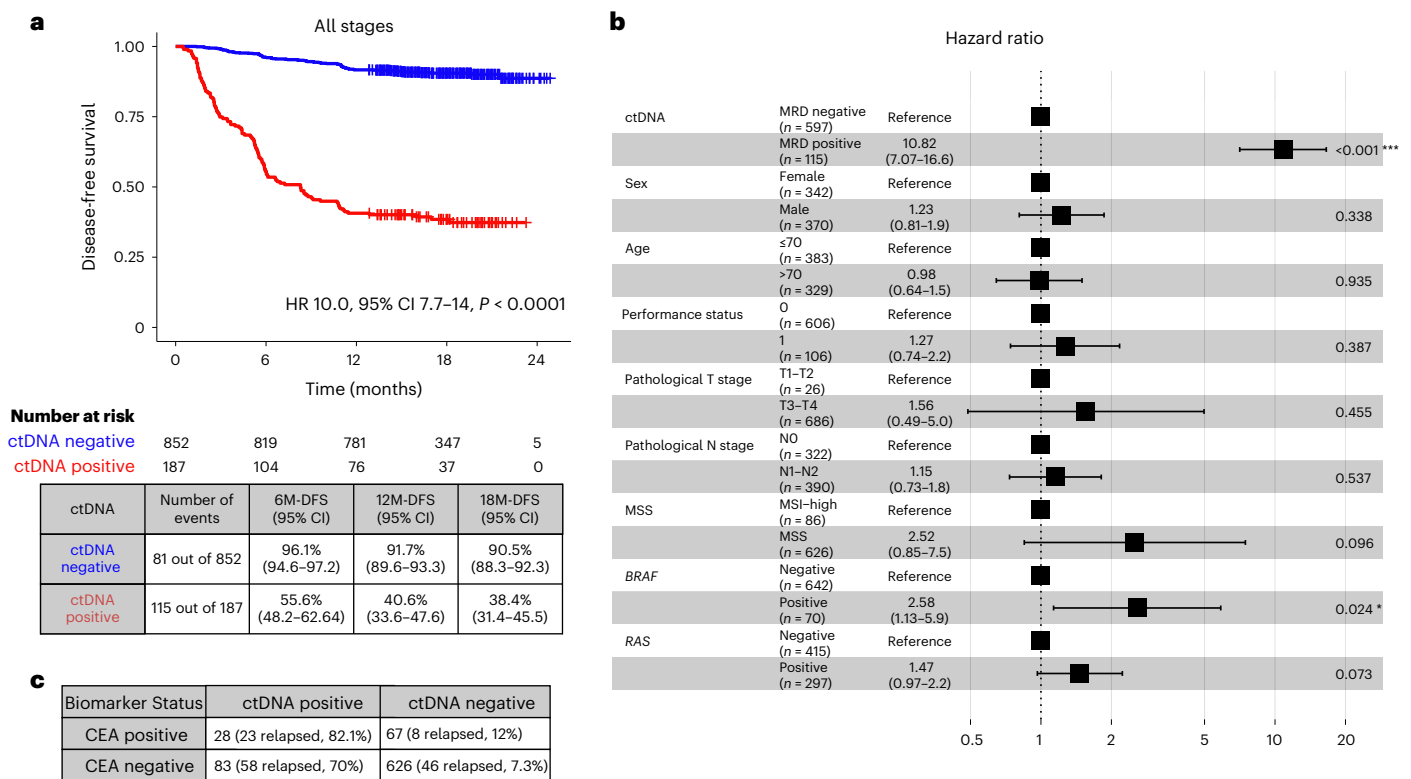 a
All stages
1.00
0.75
0.50
0.25
0
Disease-free survival
HR 10.0, 95% CI 7.7–14, P < 0.0001
0 6 12 18 24
Time (months)
Number at risk
ctDNA negative 852 819 781 347 5
ctDNA positive 187 104 76 37 0
ctDNA
Number of
events
6M-DFS
(95% CI)
12M-DFS
(95% CI)
18M-DFS
(95% CI)
ctDNA
negative
81 out of 852
96.1%
(94.6–97.2)
91.7%
(89.6–93.3)
90.5%
(88.3–92.3)
ctDNA
positive
115 out of 187
55.6%
(48.2–62.64)
40.6%
(33.6–47.6)
38.4%
(31.4–45.5)
c
Biomarker Status ctDNA positive ctDNA negative
CEA positive 28 (23 relapsed, 82.1%) 67 (8 relapsed, 12%)
CEA negative 83 (58 relapsed, 70%) 626 (46 relapsed, 7.3%)
b
Hazard ratio
ctDNA
MRD negative
(n = 597)
Reference
MRD positive
(n = 115)
10.82
(7.07–16.6)
<0.001 ***
Sex
Female
(n = 342)
Reference
Male
(n = 370)
1.23
(0.81–1.9)
0.338
Age
≤70
(n = 383)
Reference
>70
(n = 329)
0.98
(0.64–1.5)
0.935
Performance status
0
(n = 606)
Reference
1
(n = 106)
1.27
(0.74–2.2)
0.387
Pathological T stage
T1–T2
(n = 26)
Reference
T3–T4
(n = 686)
1.56
(0.49–5.0)
0.455
Pathological N stage
N0
(n = 322)
Reference
N1–N2
(n = 390)
1.15
(0.73–1.8)
0.537
MSS
MSI–high
(n = 86)
Reference
MSS
(n = 626)
2.52
(0.85–7.5)
0.096
BRAF
Negative
(n = 642)
Reference
Positive
(n = 70)
2.58
(1.13–5.9)
0.024 *
RAS
Negative
(n = 415)
Reference
Positive
(n = 297)
1.47
(0.97–2.2)
0.073
0.5 1 2 5 10 20